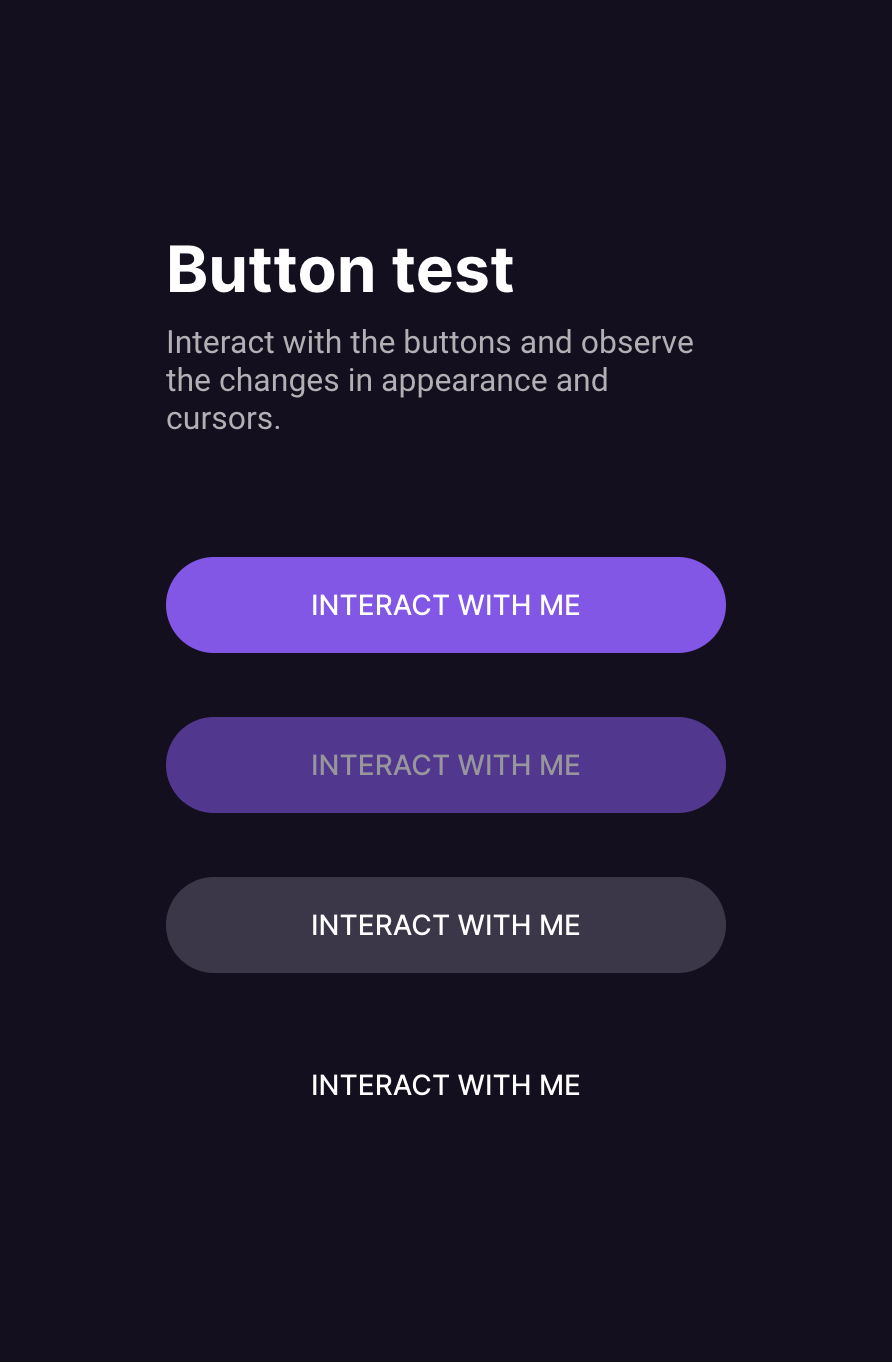 Button test
Interact with the buttons and observe
the changes in appearance and
cursors.
INTERACT WITH ME
INTERACT WITH ME
INTERACT WITH ME
INTERACT WITH ME